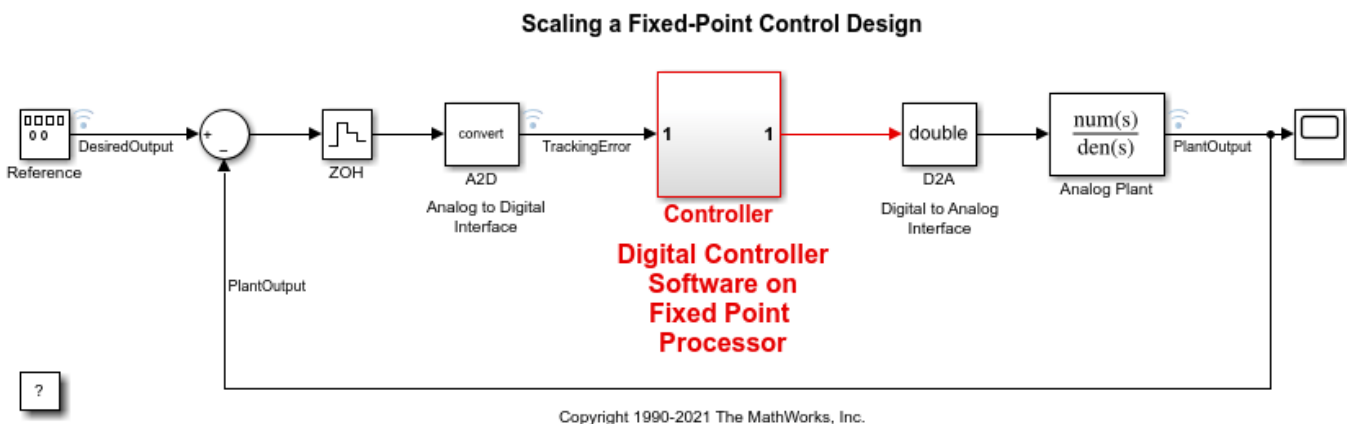 Scaling a Fixed-Point Control Design
0 0
DesiredOutput
Reference
+
−
ZOH
convert
A2D
Analog to Digital
Interface
TrackingError
1
1
Controller
Digital Controller
Software on
Fixed Point
Processor
double
D2A
Digital to Analog
Interface
num(s)
den(s)
Analog Plant
PlantOutput
PlantOutput
?
Copyright 1990-2021 The MathWorks, Inc.